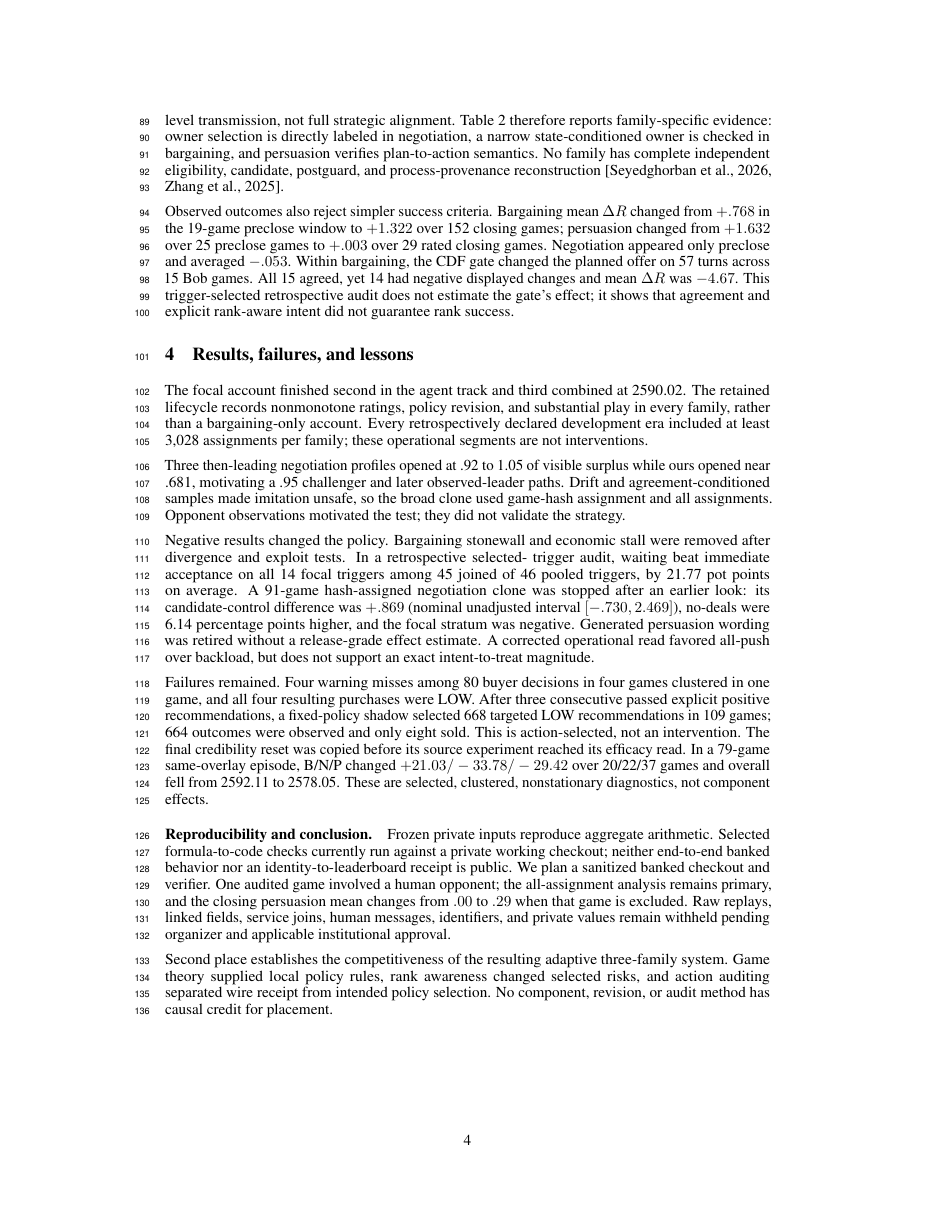 89 level transmission, not full strategic alignment. Table 2 therefore reports family-specific evidence:
90 owner selection is directly labeled in negotiation, a narrow state-conditioned owner is checked in
91 bargaining, and persuasion verifies plan-to-action semantics. No family has complete independent
92 eligibility, candidate, postguard, and process-provenance reconstruction [Seyedghorban et al., 2026,
93 Zhang et al., 2025].
94 Observed outcomes also reject simpler success criteria. Bargaining mean ΔR changed from +.768 in
95 the 19-game preclose window to +1.322 over 152 closing games; persuasion changed from +1.632
96 over 25 preclose games to +.003 over 29 rated closing games. Negotiation appeared only preclose
97 and averaged −.053. Within bargaining, the CDF gate changed the planned offer on 57 turns across
98 15 Bob games. All 15 agreed, yet 14 had negative displayed changes and mean ΔR was −4.67. This
99 trigger-selected retrospective audit does not estimate the gate's effect; it shows that agreement and
100 explicit rank-aware intent did not guarantee rank success.
101 4 Results, failures, and lessons
102 The focal account finished second in the agent track and third combined at 2590.02. The retained
103 lifecycle records nonmonotone ratings, policy revision, and substantial play in every family, rather
104 than a bargaining-only account. Every retrospectively declared development era included at least
105 3,028 assignments per family; these operational segments are not interventions.
106 Three then-leading negotiation profiles opened at .92 to 1.05 of visible surplus while ours opened near
107 .681, motivating a .95 challenger and later observed-leader paths. Drift and agreement-conditioned
108 samples made imitation unsafe, so the broad clone used game-hash assignment and all assignments.
109 Opponent observations motivated the test; they did not validate the strategy.
110 Negative results changed the policy. Bargaining stonewall and economic stall were removed after
111 divergence and exploit tests. In a retrospective selected- trigger audit, waiting beat immediate
112 acceptance on all 14 focal triggers among 45 joined of 46 pooled triggers, by 21.77 pot points
113 on average. A 91-game hash-assigned negotiation clone was stopped after an earlier look: its
114 candidate-control difference was +.869 (nominal unadjusted interval [−.730, 2.469]), no-deals were
115 6.14 percentage points higher, and the focal stratum was negative. Generated persuasion wording
116 was retired without a release-grade effect estimate. A corrected operational read favored all-push
117 over backload, but does not support an exact intent-to-treat magnitude.
118 Failures remained. Four warning misses among 80 buyer decisions in four games clustered in one
119 game, and all four resulting purchases were LOW. After three consecutive passed explicit positive
120 recommendations, a fixed-policy shadow selected 668 targeted LOW recommendations in 109 games;
121 664 outcomes were observed and only eight sold. This is action-selected, not an intervention. The
122 final credibility reset was copied before its source experiment reached its efficacy read. In a 79-game
123 same-overlay episode, B/N/P changed +21.03/ − 33.78/ − 29.42 over 20/22/37 games and overall
124 fell from 2592.11 to 2578.05. These are selected, clustered, nonstationary diagnostics, not component
125 effects.
126 Reproducibility and conclusion. Frozen private inputs reproduce aggregate arithmetic. Selected
127 formula-to-code checks currently run against a private working checkout; neither end-to-end banked
128 behavior nor an identity-to-leaderboard receipt is public. We plan a sanitized banked checkout and
129 verifier. One audited game involved a human opponent; the all-assignment analysis remains primary,
130 and the closing persuasion mean changes from .00 to .29 when that game is excluded. Raw replays,
131 linked fields, service joins, human messages, identifiers, and private values remain withheld pending
132 organizer and applicable institutional approval.
133 Second place establishes the competitiveness of the resulting adaptive three-family system. Game
134 theory supplied local policy rules, rank awareness changed selected risks, and action auditing
135 separated wire receipt from intended policy selection. No component, revision, or audit method has
136 causal credit for placement.
4